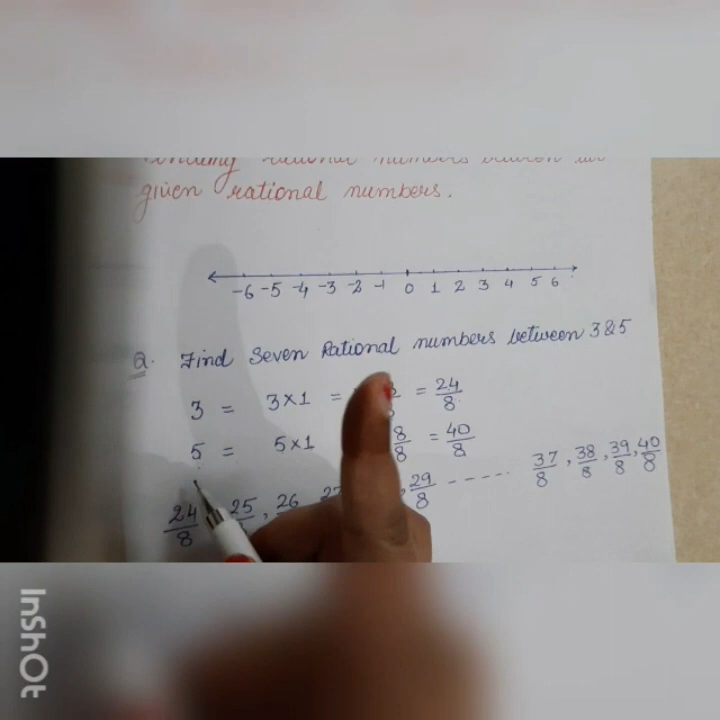 given rational numbers.
-6 -5 -4 -3 -2 -1 0 1 2 3 4 5 6
Q. Find Seven Rational numbers between 3 & 5
3 = 3×1 = = 24/8
5 = 5×1 8/8 = 40/8
24/8 , 25 , 26 , 27 , 29/8 ------ 37/8 , 38/8 , 39/8 , 40/8
InShOt